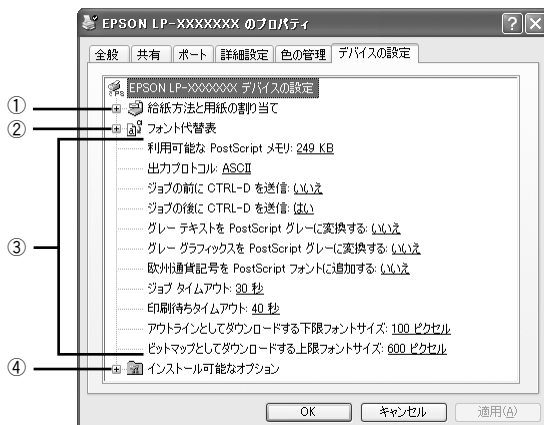 EPSON LP-XXXXXXX のプロパティ
全般 共有 ポート 詳細設定 色の管理 デバイスの設定
EPSON LP-XXXXXXX デバイスの設定
① 給紙方法と用紙の割り当て
② フォント代替表
利用可能な PostScript メモリ: 249 KB
出力プロトコル: ASCII
ジョブの前に CTRL-D を送信: いいえ
ジョブの後に CTRL-D を送信: はい
グレー テキストを PostScript グレーに変換する: いいえ
③ グレー グラフィックスを PostScript グレーに変換する: いいえ
欧州通貨記号を PostScript フォントに追加する: いいえ
ジョブ タイムアウト: 30 秒
印刷待ちタイムアウト: 40 秒
アウトラインとしてダウンロードする下限フォントサイズ: 100 ピクセル
ビットマップとしてダウンロードする上限フォントサイズ: 600 ピクセル
④ インストール可能なオプション
OK キャンセル 適用(A)